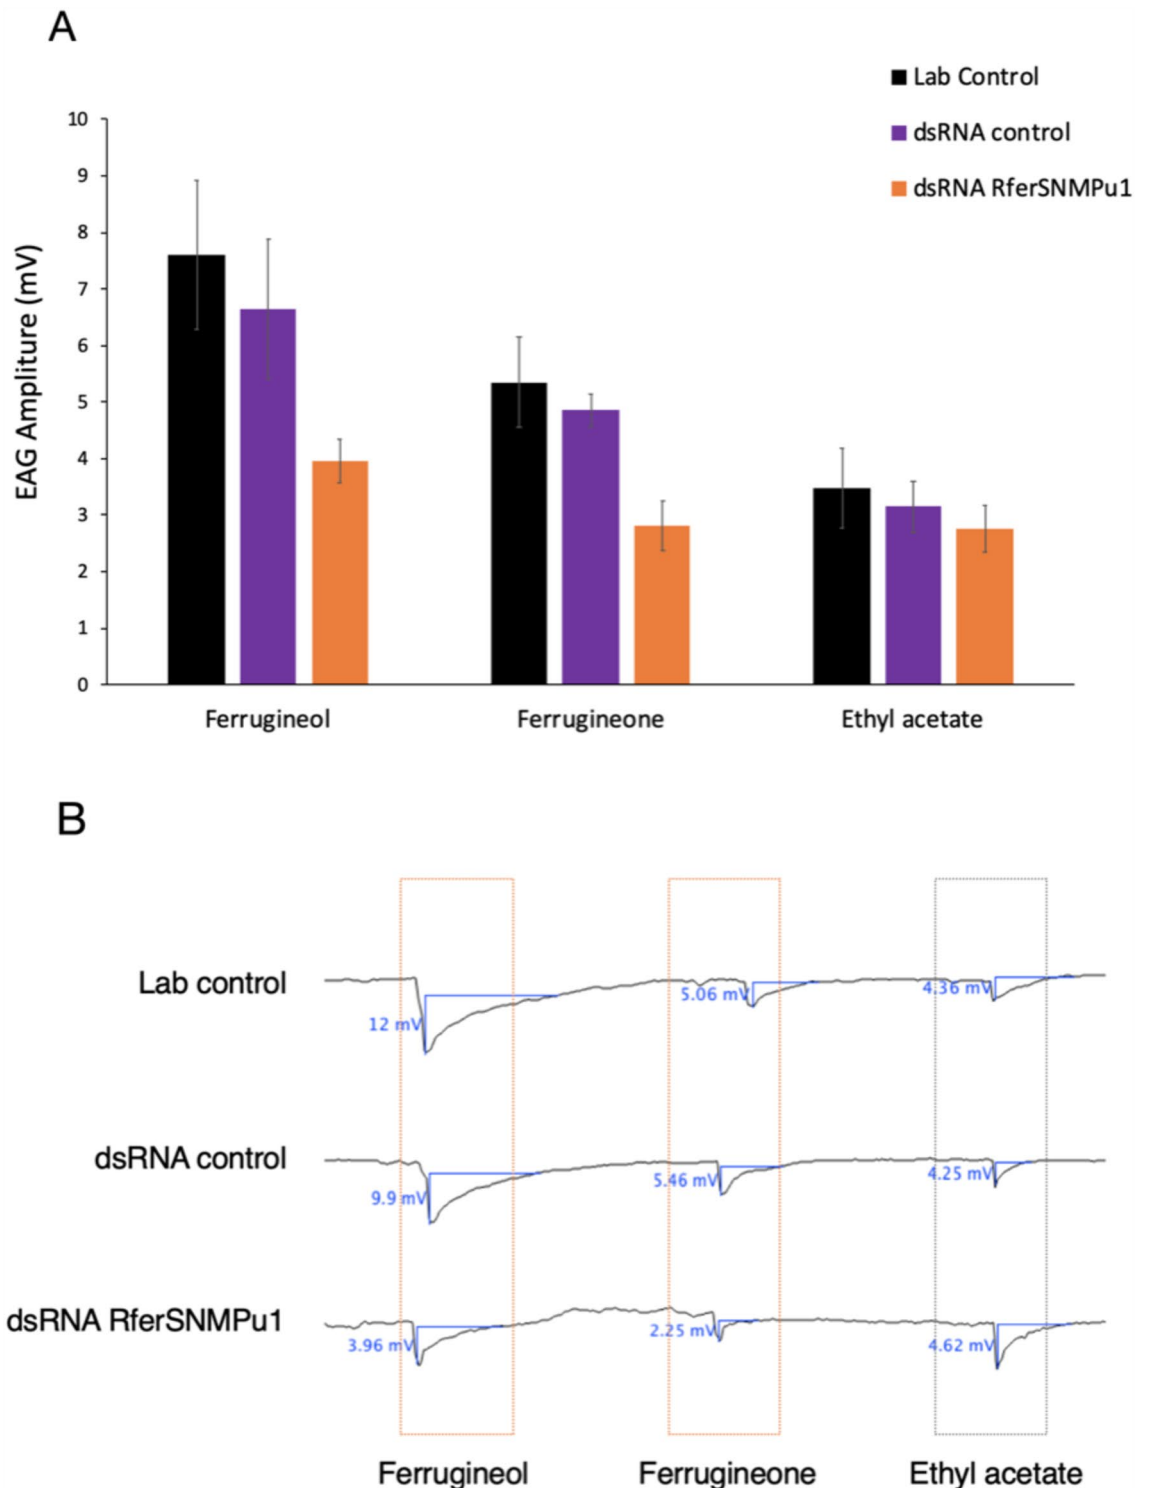 A
Lab Control
dsRNA control
dsRNA RferSNMPu1
EAG Ampliture (mV)
10
9
8
7
6
5
4
3
2
1
0
Ferrugineol Ferrugineone Ethyl acetate
B
Lab control
12 mV 5.06 mV 4.36 mV
dsRNA control
9.9 mV 5.46 mV 4.25 mV
dsRNA RferSNMPu1
3.96 mV 2.25 mV 4.62 mV
Ferrugineol Ferrugineone Ethyl acetate